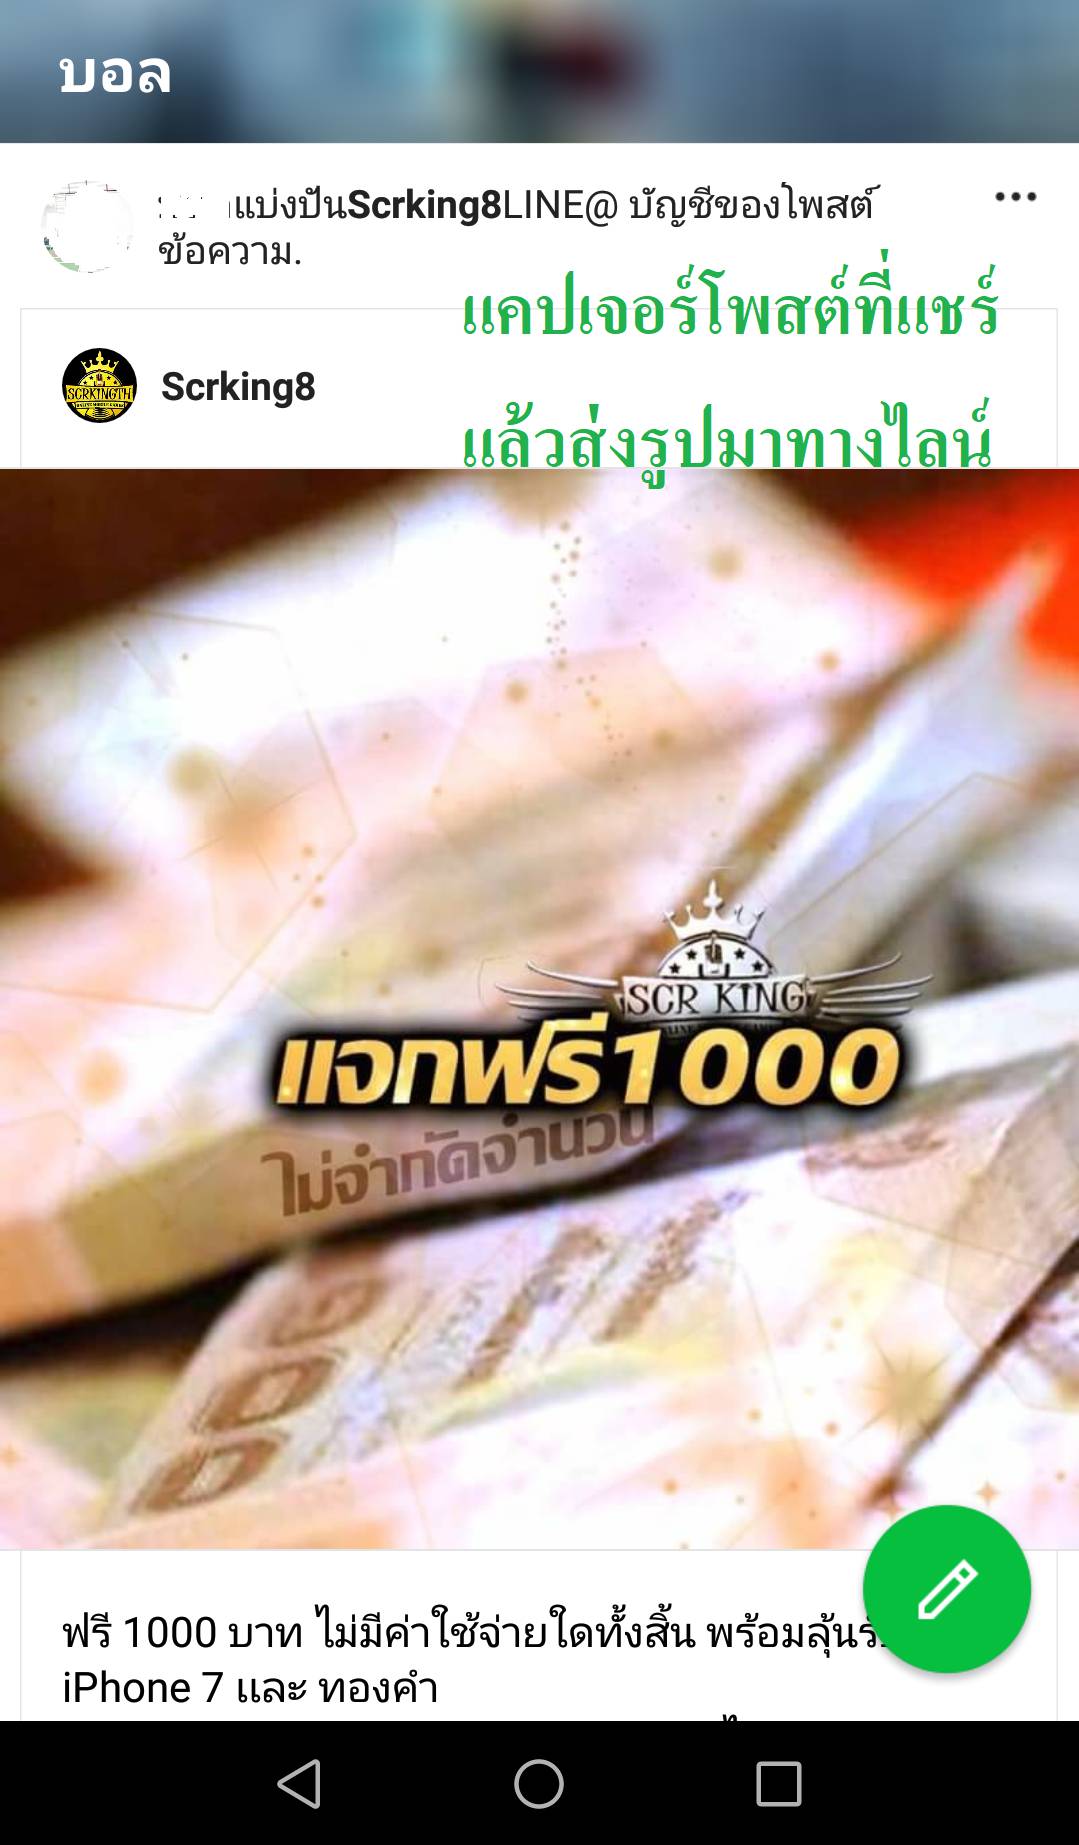 บอล
แบ่งปันScrking8LINE@ บัญชีของโพสต์
ข้อความ.
แคปเจอร์โพสต์ที่แชร์
SCRKINGTH
Scrking8
แล้วส่งรูปมาทางไลน์
SCR KING
แจกฟรี1000
ไม่จำกัดจำนวน
ฟรี 1000 บาท ไม่มีค่าใช้จ่ายใดทั้งสิ้น พร้อมลุ้น
iPhone 7 และ ทองคำ